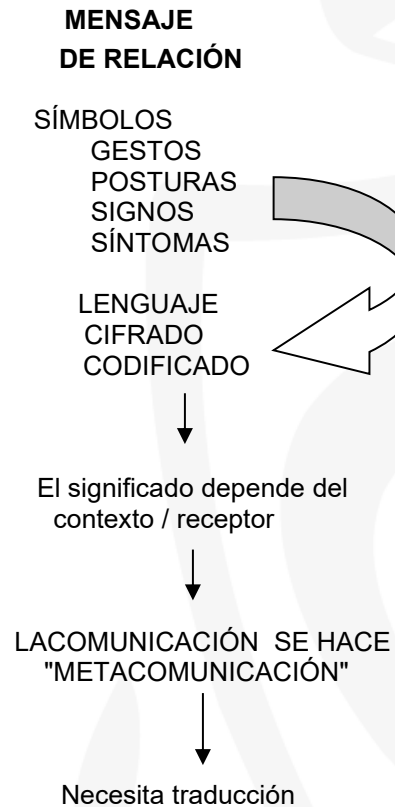 MENSAJE
DE RELACIÓN
SÍMBOLOS
GESTOS
POSTURAS
SIGNOS
SÍNTOMAS
LENGUAJE
CIFRADO
CODIFICADO
El significado depende del
contexto / receptor
LACOMUNICACIÓN SE HACE
"METACOMUNICACIÓN"
Necesita traducción